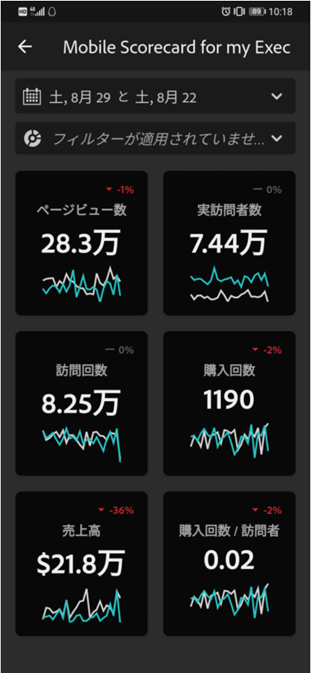 HD 4G 89 10:18
Mobile Scorecard for my Exec
土, 8月 29 と 土, 8月 22
フィルターが適用されていませ...
-1%
ページビュー数
28.3万
0%
実訪問者数
7.44万
0%
訪問回数
8.25万
-2%
購入回数
1190
-36%
売上高
$21.8万
-2%
購入回数 / 訪問者
0.02